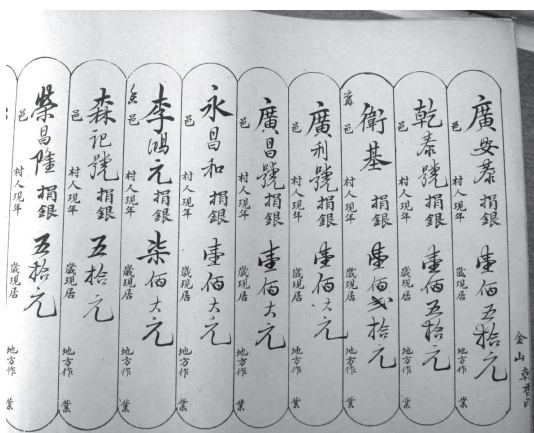 金山
廣安泰 捐銀 壹佰五拾元
邑 村人現年 歲現居 地方作 業
乾泰號 捐銀 壹佰五拾元
邑 村人現年 歲現居 地方作 業
衛基 捐銀 壹佰弍拾元
邑 村人現年 歲現居 地方作 業
廣利號 捐銀 壹佰大元
邑 村人現年 歲現居 地方作 業
廣昌號 捐銀 壹佰大元
邑 村人現年 歲現居 地方作 業
永昌和 捐銀 壹佰大元
邑 村人現年 歲現居 地方作 業
李鴻元 捐銀 柒佰大元
邑 村人現年 歲現居 地方作 業
森記號 捐銀 五拾元
邑 村人現年 歲現居 地方作 業
榮昌隆 捐銀 五拾元
邑 村人現年 歲現居 地方作 業